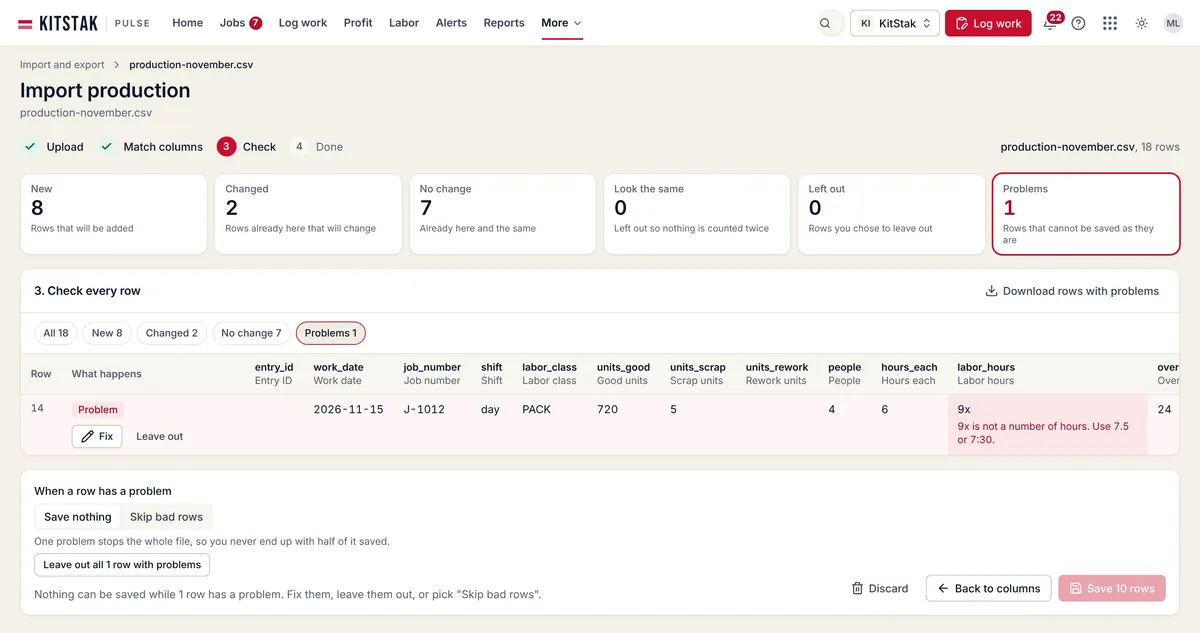 KITSTAK PULSE Home Jobs 7 Log work Profit Labor Alerts Reports More KI KitStak Log work 22 ML
Import and export > production-november.csv
Import production
production-november.csv
Upload Match columns 3 Check 4 Done production-november.csv, 18 rows
New
8
Rows that will be added
Changed
2
Rows already here that will change
No change
7
Already here and the same
Look the same
0
Left out so nothing is counted twice
Left out
0
Rows you chose to leave out
Problems
1
Rows that cannot be saved as they
are
3. Check every row Download rows with problems
All 18 New 8 Changed 2 No change 7 Problems 1
Row What happens
entry_id work_date job_number shift labor_class units_good units_scrap units_rework people hours_each labor_hours over
Entry ID Work date Job number Shift Labor class Good units Scrap units Rework units People Hours each Labor hours Over
14 Problem 2026-11-15 J-1012 day PACK 720 5 4 6 9x 24
9x is not a number of hours. Use 7.5
or 7:30.
Fix Leave out
When a row has a problem
Save nothing Skip bad rows
One problem stops the whole file, so you never end up with half of it saved.
Leave out all 1 row with problems
Nothing can be saved while 1 row has a problem. Fix them, leave them out, or pick "Skip bad rows".
Discard Back to columns Save 10 rows